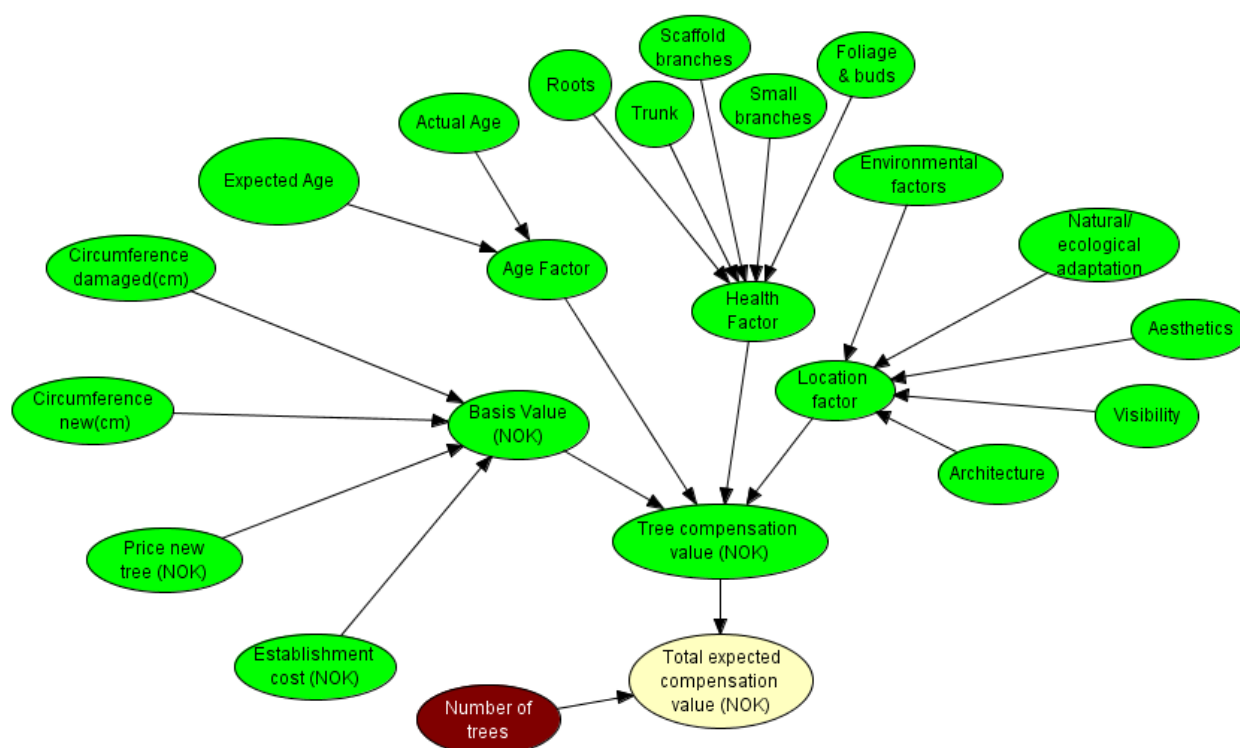 Scaffold
branches
Foliage
& buds
Roots
Small
branches
Trunk
Actual Age
Environmental
factors
Expected Age
Natural/
ecological
adaptation
Circumference
damaged(cm)
Age Factor
Health
Factor
Aesthetics
Location
factor
Circumference
new(cm)
Basis Value
(NOK)
Visibility
Architecture
Price new
tree (NOK)
Tree compensation
value (NOK)
Establishment
cost (NOK)
Total expected
compensation
value (NOK)
Number of
trees